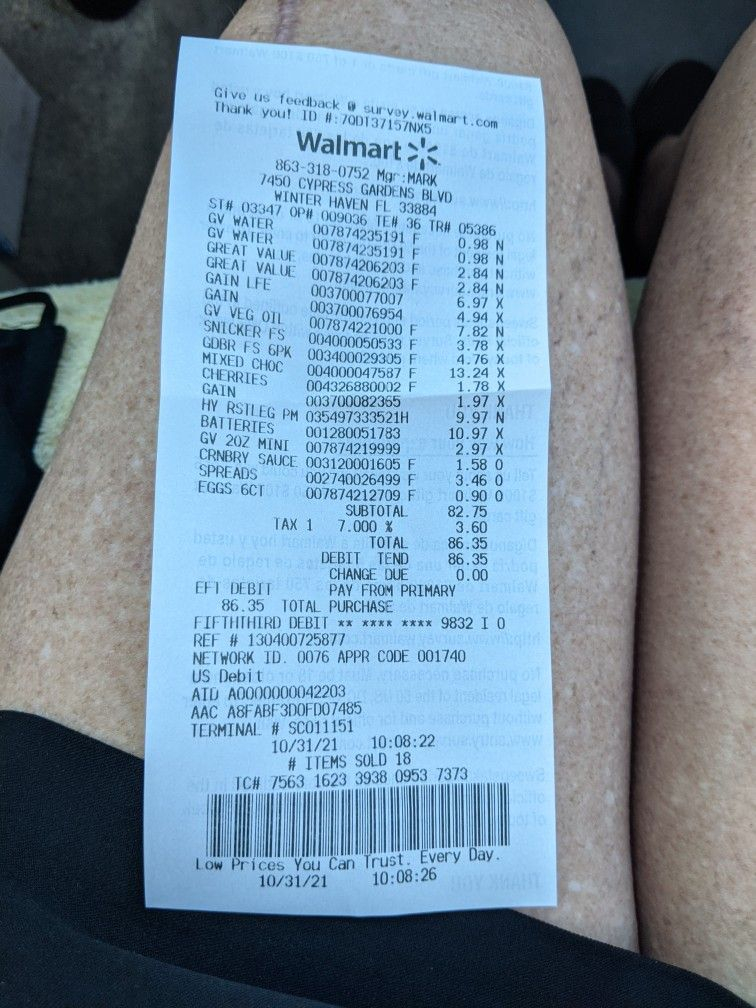 Give us feedback @ survey.walmart.com
Thank you! ID #:70DT37157NX5
Walmart
863-318-0752 Mgr:MARK
7450 CYPRESS GARDENS BLVD
WINTER HAVEN FL 33884
ST# 03347 OP# 009036 TE# 36 TR# 05386
GV WATER 007874235191 F 0.98 N
GV WATER 007874235191 F 0.98 N
GREAT VALUE 007874206203 F 2.84 N
GREAT VALUE 007874206203 F 2.84 N
GAIN LFE 003700077007 6.97 X
GAIN 003700076954 4.94 X
GV VEG OIL 007874221000 F 7.82 N
SNICKER FS 004000050533 F 3.78 X
GDBR FS 6PK 003400029305 F 4.76 X
MIXED CHOC 004000047587 F 13.24 X
CHERRIES 004326880002 F 1.78 X
GAIN 003700082365 1.97 X
HY RSTLEG PM 035497333521H 9.97 N
BATTERIES 001280051783 10.97 X
GV 20Z MINI 007874219999 2.97 X
CRNBRY SAUCE 003120001605 F 1.58 O
SPREADS 002740026499 F 3.46 O
EGGS 6CT 007874212709 F 0.90 O
SUBTOTAL 82.75
TAX 1 7.000 % 3.60
TOTAL 86.35
DEBIT TEND 86.35
CHANGE DUE 0.00
EFT DEBIT PAY FROM PRIMARY
86.35 TOTAL PURCHASE
FIFTHTHIRD DEBIT ** **** **** 9832 I 0
REF # 130400725877
NETWORK ID. 0076 APPR CODE 001740
US Debit
AID A0000000042203
AAC A8FABF3D0FD07485
TERMINAL # SC011151
10/31/21 10:08:22
# ITEMS SOLD 18
TC# 7563 1623 3938 0953 7373
Low Prices You Can Trust. Every Day.
10/31/21 10:08:26